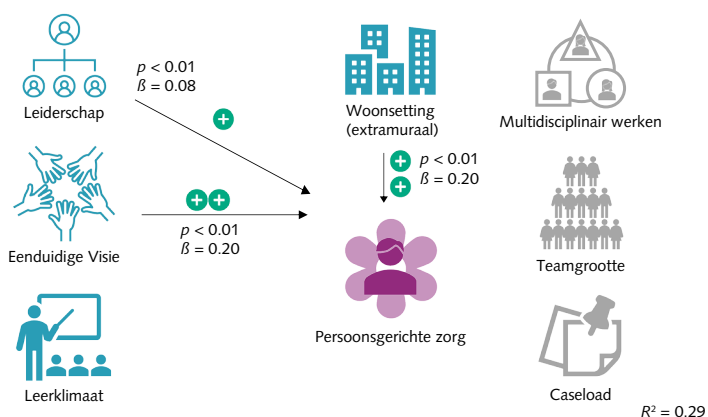 Leiderschap
p < 0.01
ß = 0.08
Woonsetting
(extramuraal)
Multidisciplinair werken
p < 0.01
ß = 0.20
Eenduidige Visie
p < 0.01
ß = 0.20
Teamgrootte
Persoonsgerichte zorg
Leerklimaat
Caseload
R² = 0.29